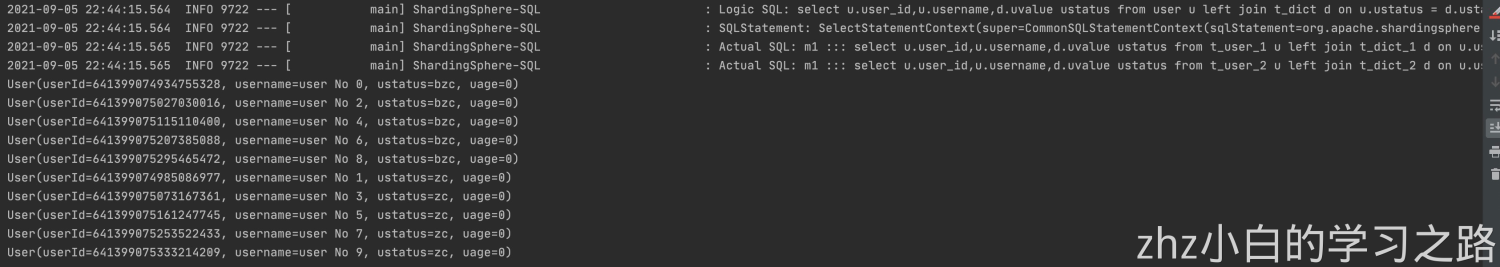 2021-09-05 22:44:15.564  INFO 9722 --- [           main] ShardingSphere-SQL                       : Logic SQL: select u.user_id,u.username,d.uvalue ustatus from user u left join t_dict d on u.ustatus = d.usta
2021-09-05 22:44:15.564  INFO 9722 --- [           main] ShardingSphere-SQL                       : SQLStatement: SelectStatementContext(super=CommonSQLStatementContext(sqlStatement=org.apache.shardingsphere
2021-09-05 22:44:15.565  INFO 9722 --- [           main] ShardingSphere-SQL                       : Actual SQL: m1 ::: select u.user_id,u.username,d.uvalue ustatus from t_user_1 u left join t_dict_1 d on u.us
2021-09-05 22:44:15.565  INFO 9722 --- [           main] ShardingSphere-SQL                       : Actual SQL: m1 ::: select u.user_id,u.username,d.uvalue ustatus from t_user_2 u left join t_dict_2 d on u.us
User(userId=641399074934755328, username=user No 0, ustatus=bzc, uage=0)
User(userId=641399075027030016, username=user No 2, ustatus=bzc, uage=0)
User(userId=641399075115110400, username=user No 4, ustatus=bzc, uage=0)
User(userId=641399075207385088, username=user No 6, ustatus=bzc, uage=0)
User(userId=641399075295465472, username=user No 8, ustatus=bzc, uage=0)
User(userId=641399074985086977, username=user No 1, ustatus=zc, uage=0)
User(userId=641399075073167361, username=user No 3, ustatus=zc, uage=0)
User(userId=641399075161247745, username=user No 5, ustatus=zc, uage=0)
User(userId=641399075253522433, username=user No 7, ustatus=zc, uage=0)
User(userId=641399075333214209, username=user No 9, ustatus=zc, uage=0)
zhz小白的学习之路